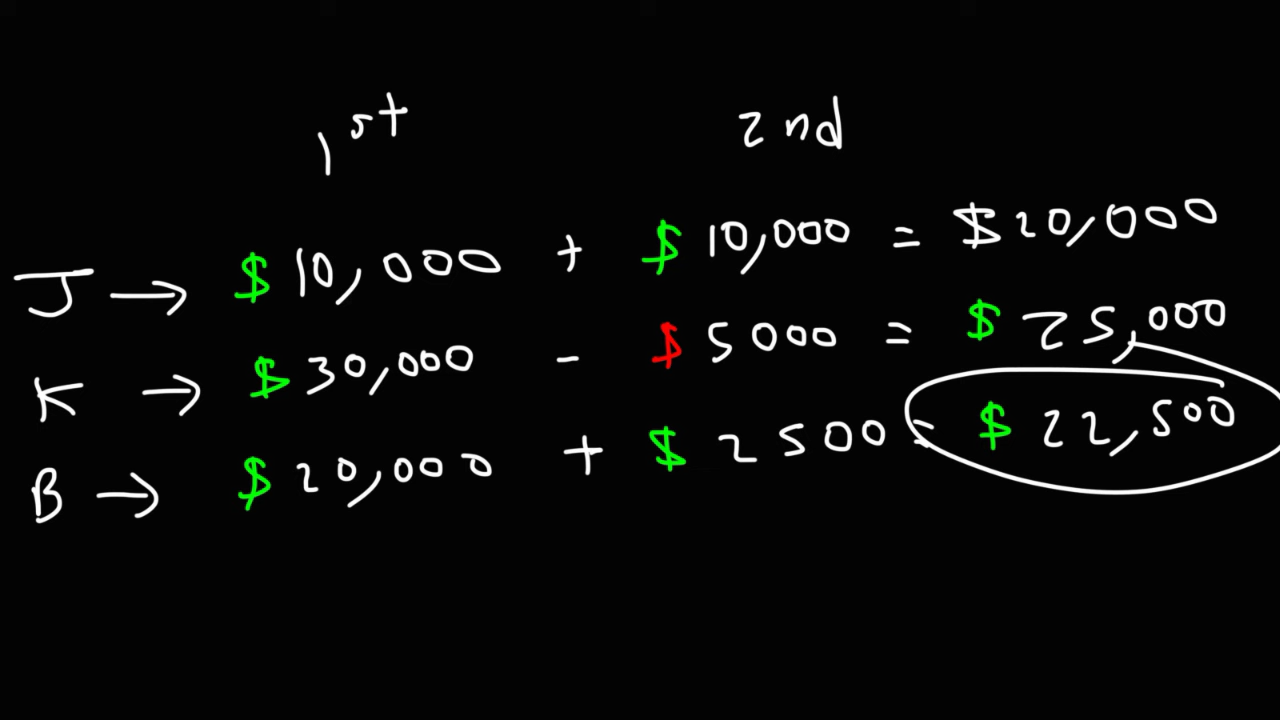 1st 2nd
J → $ 10,000 + $ 10,000 = $20,000
K → $ 30,000 - $ 5000 = $ 25,000
B → $ 20,000 + $ 2500 = $ 22,500